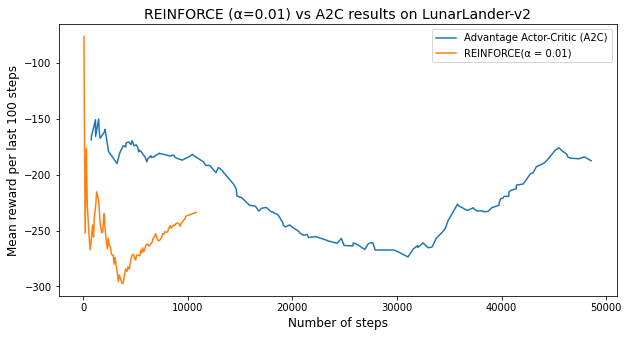 REINFORCE (α=0.01) vs A2C results on LunarLander-v2
Advantage Actor-Critic (A2C)
REINFORCE(α = 0.01)
Mean reward per last 100 steps
−100
−150
−200
−250
−300
0
10000
20000
30000
40000
50000
Number of steps